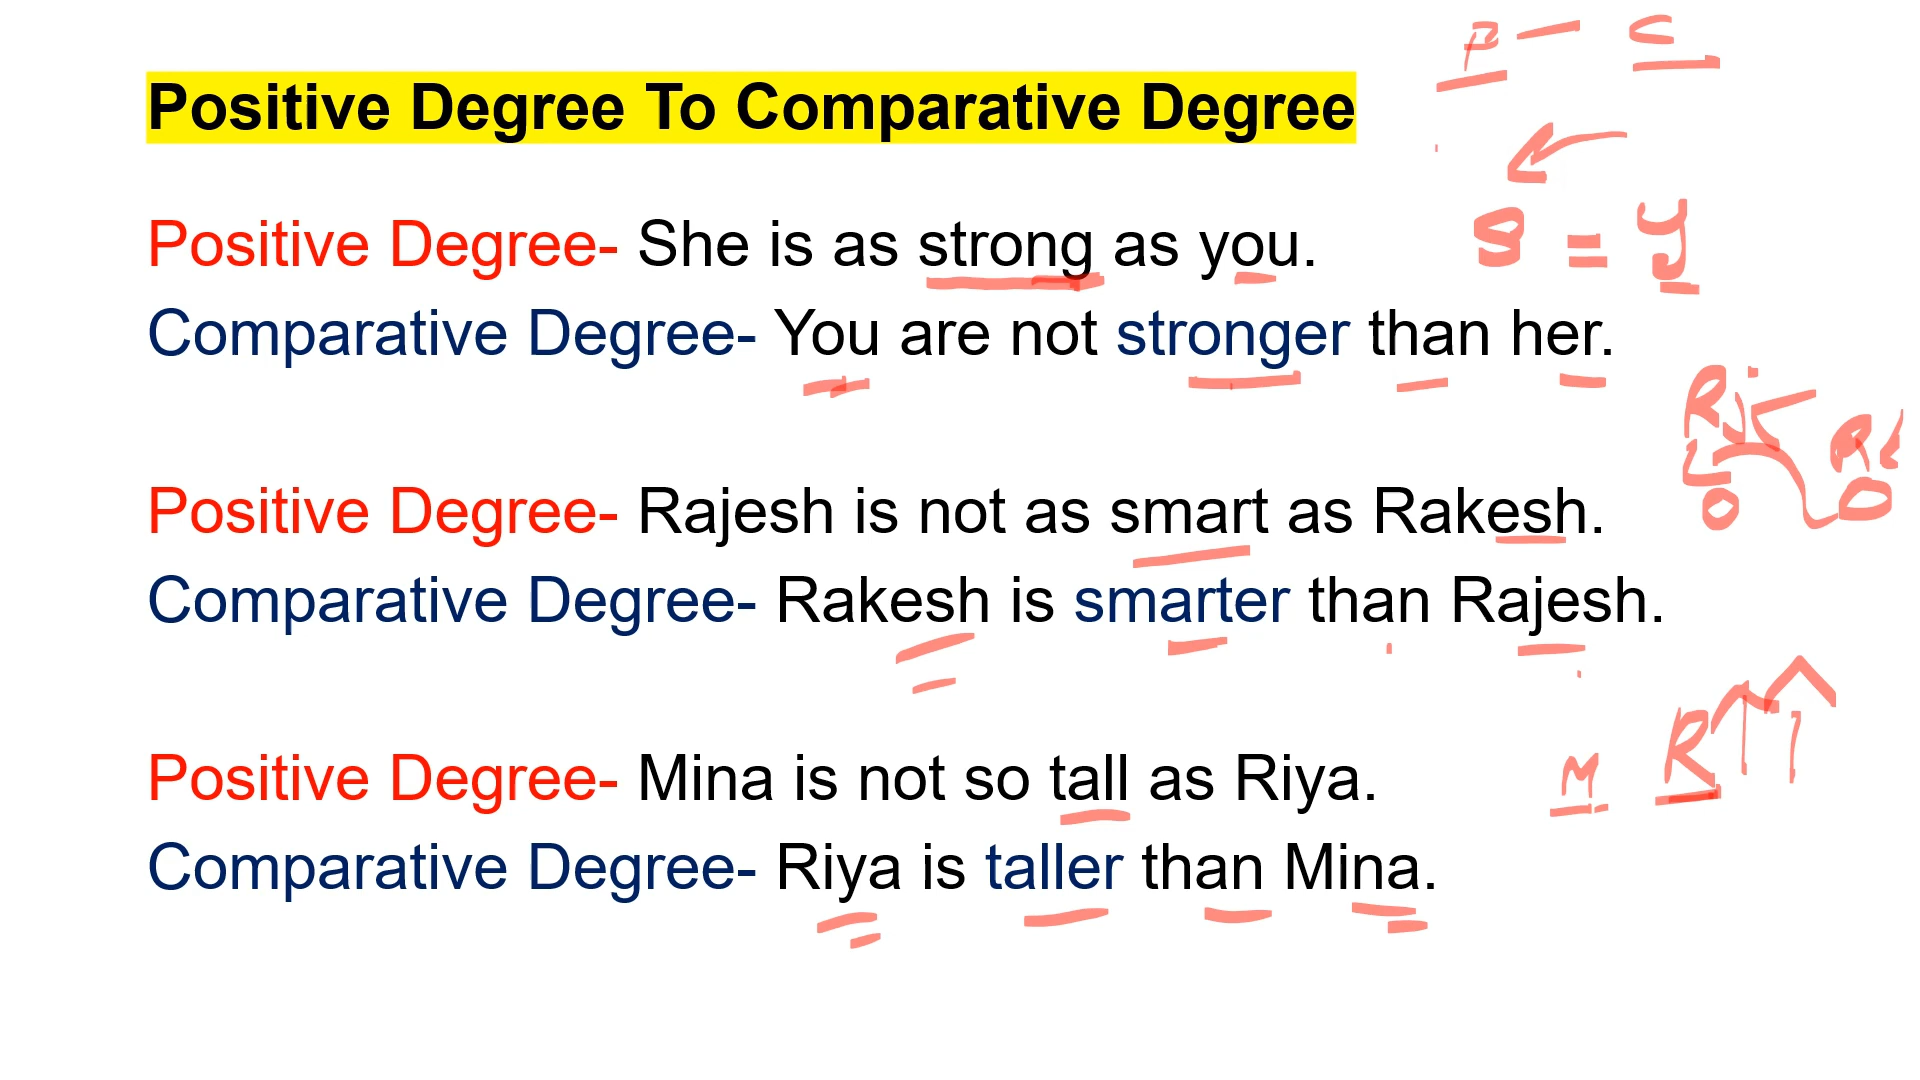 P - C
Positive Degree To Comparative Degree
Positive Degree- She is as strong as you.
S = y
Comparative Degree- You are not stronger than her.
Positive Degree- Rajesh is not as smart as Rakesh.
Comparative Degree- Rakesh is smarter than Rajesh.
Positive Degree- Mina is not so tall as Riya.
M R
Comparative Degree- Riya is taller than Mina.